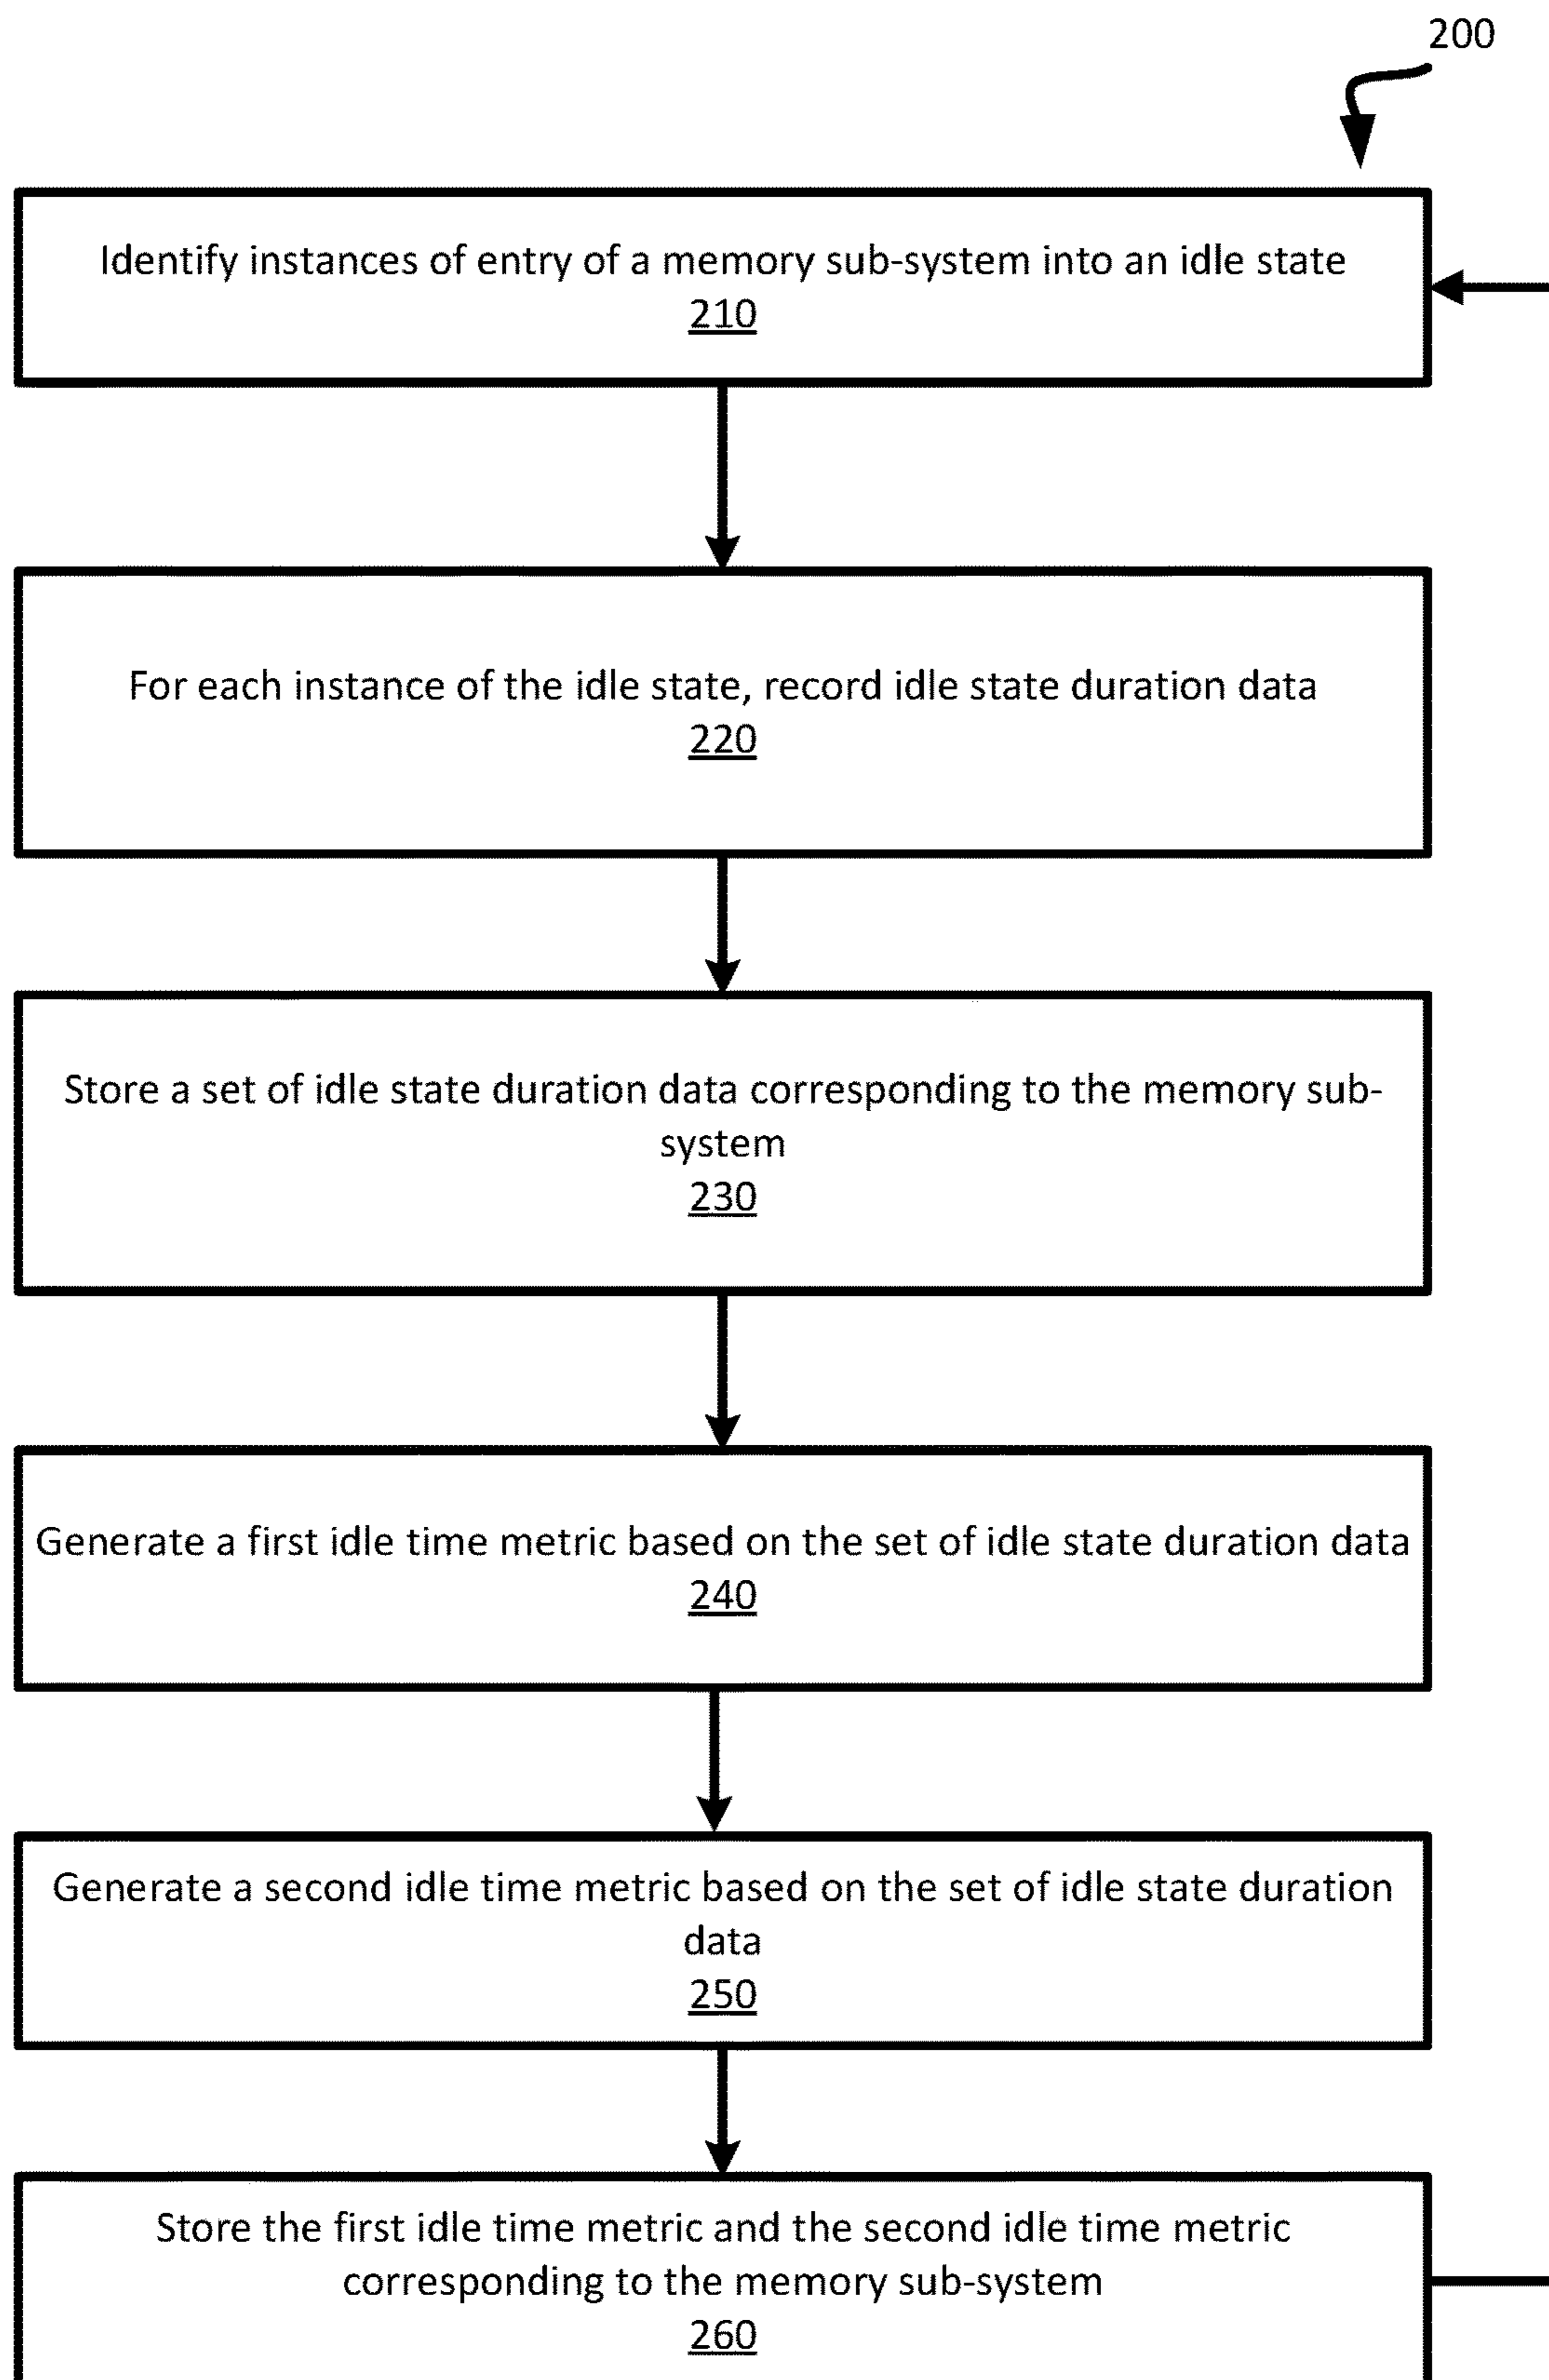 200
Identify instances of entry of a memory sub-system into an idle state
210
For each instance of the idle state, record idle state duration data
220
Store a set of idle state duration data corresponding to the memory sub-
system
230
Generate a first idle time metric based on the set of idle state duration data
240
Generate a second idle time metric based on the set of idle state duration
data
250
Store the first idle time metric and the second idle time metric
corresponding to the memory sub-system
260